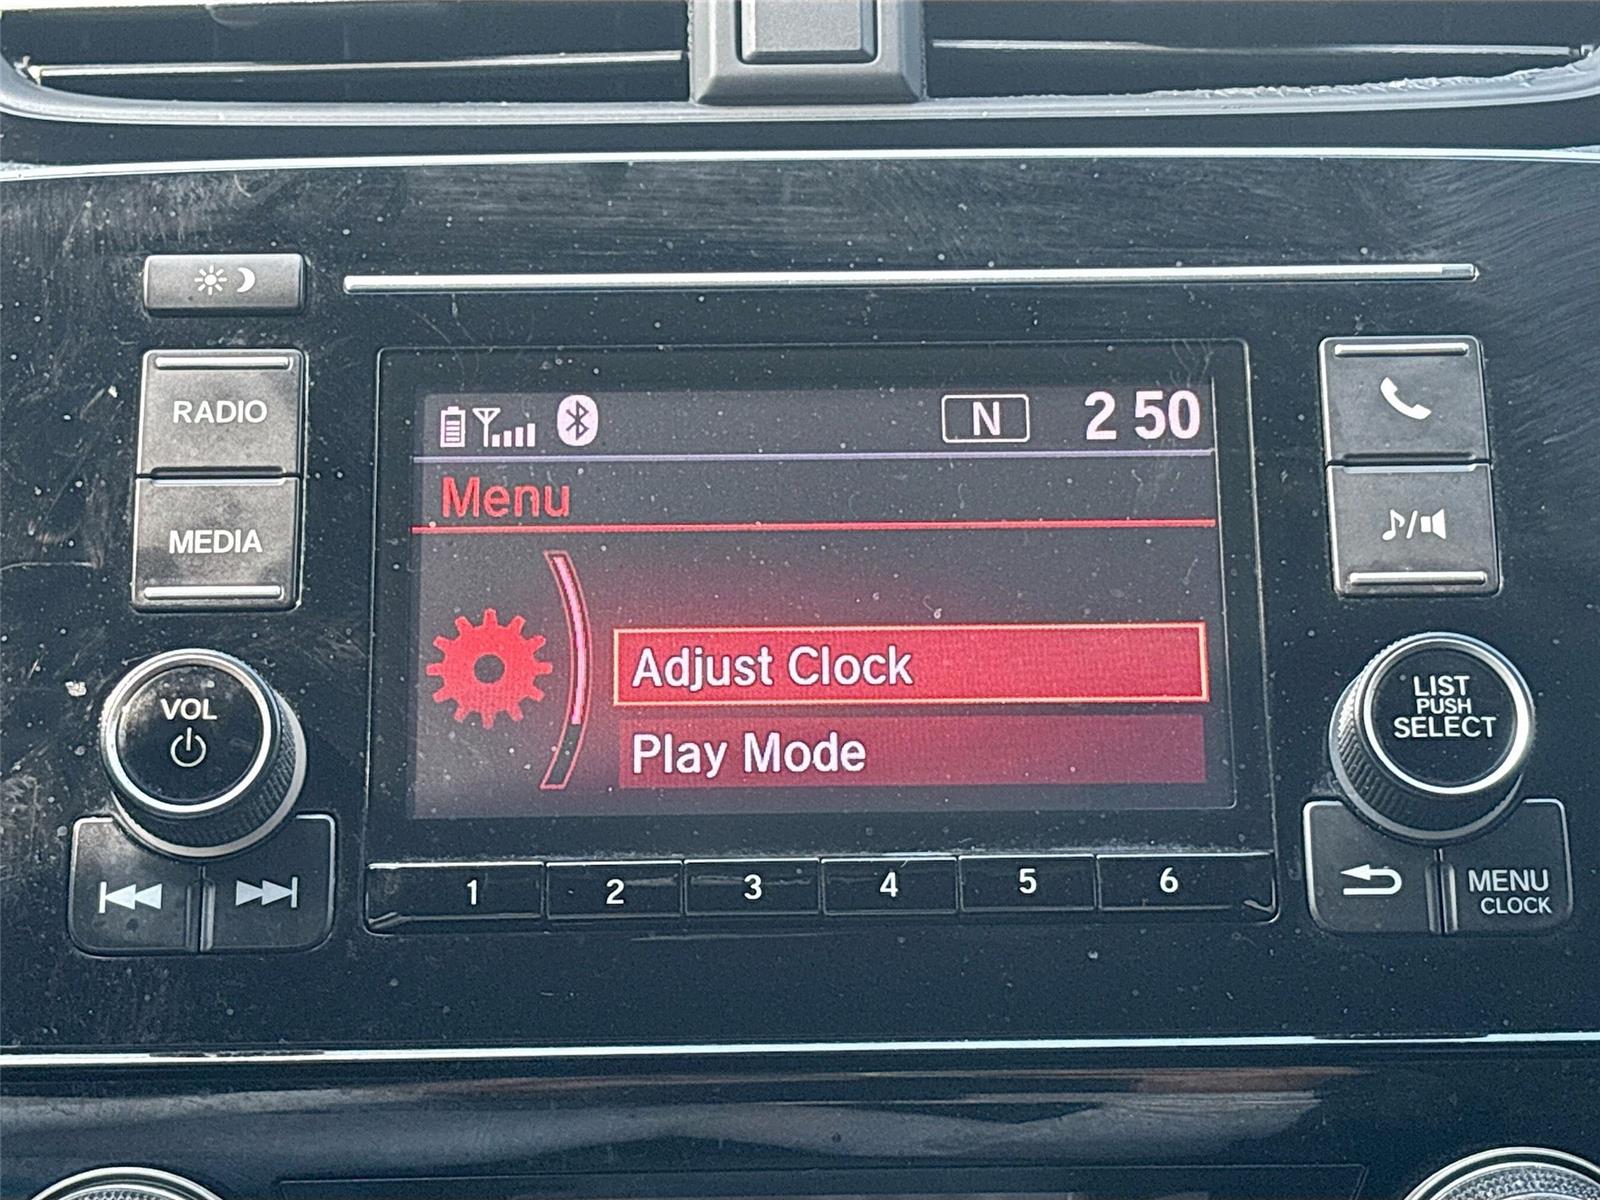 RADIO
MEDIA
VOL
N
2 50
Menu
Adjust Clock
Play Mode
1
2
3
4
5
6
LIST
PUSH
SELECT
MENU
CLOCK